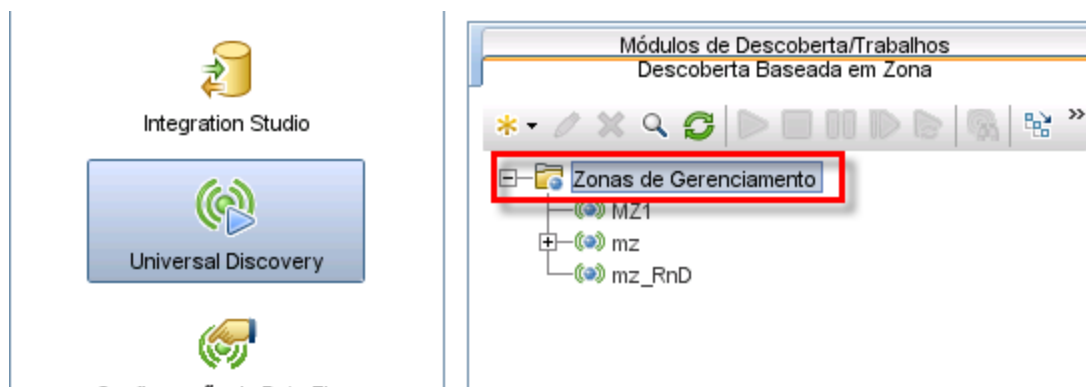 Integration Studio
Universal Discovery
Módulos de Descoberta/Trabalhos
Descoberta Baseada em Zona
Zonas de Gerenciamento
MZ1
mz
mz_RnD